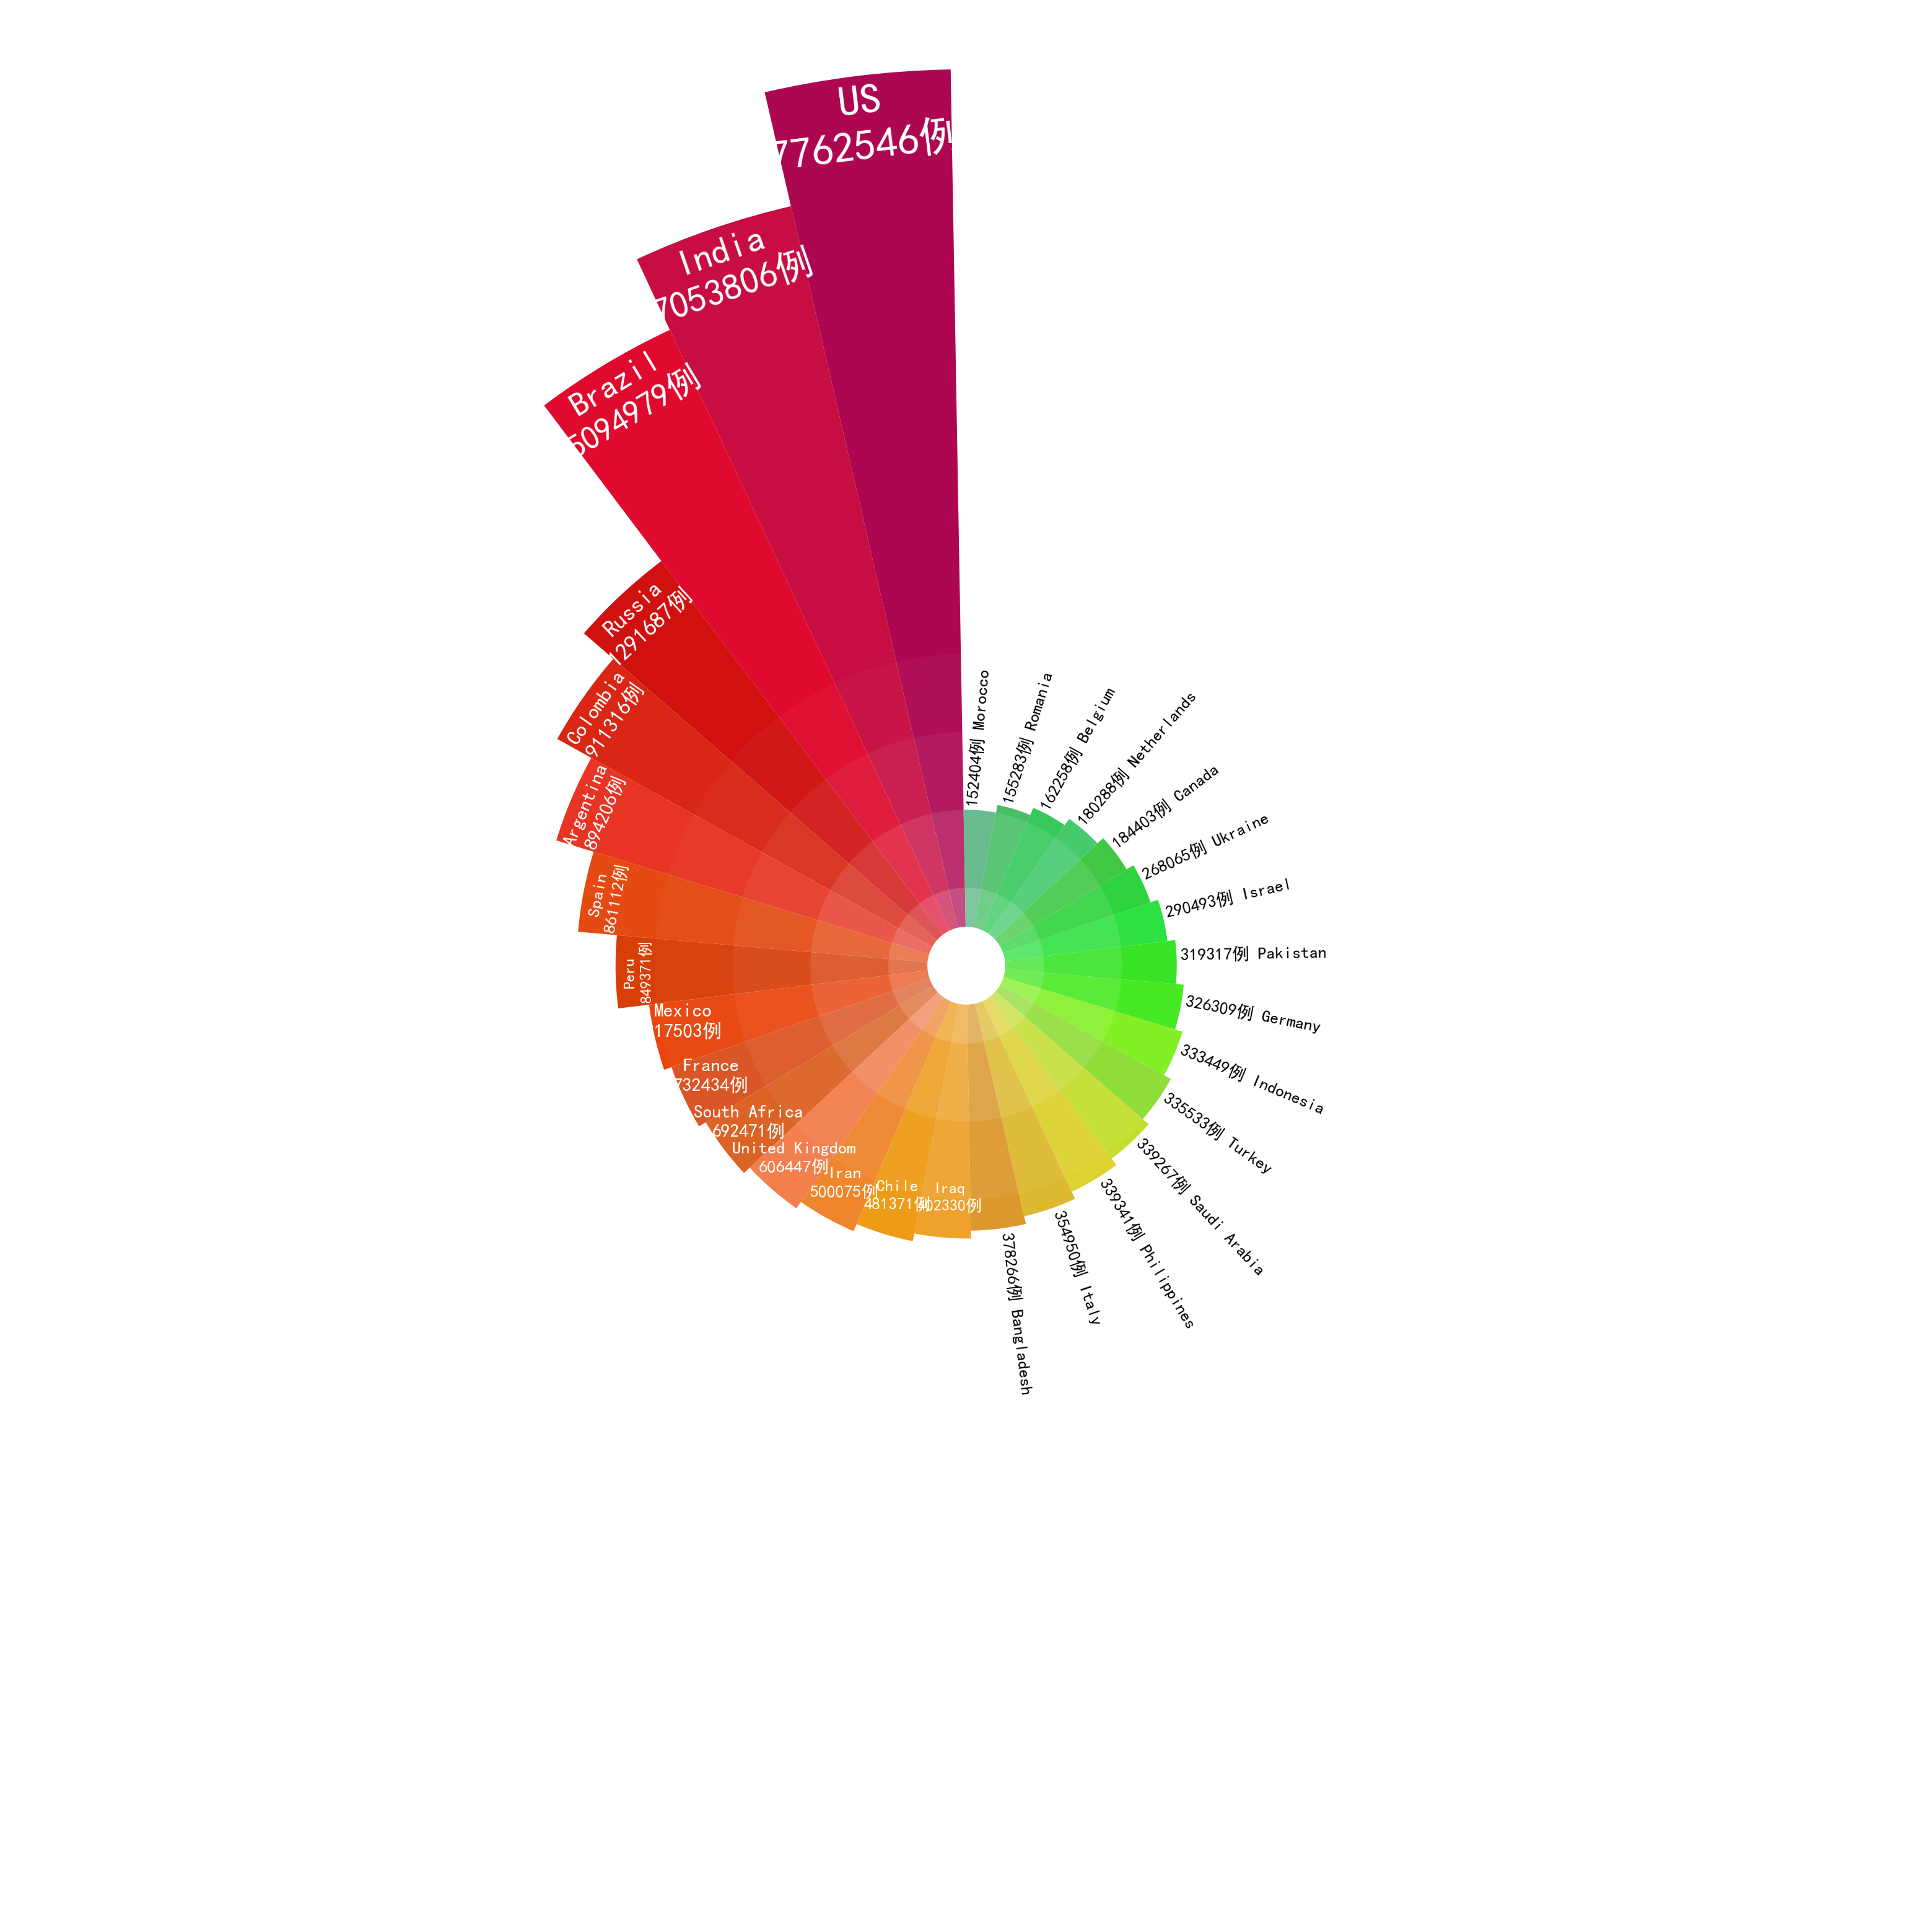 US
7762546例
India
7053806例
Brazil
5094979例
Russia
1291687例
Colombia
911316例
Argentina
894206例
Spain
861112例
Peru
849371例
Mexico
17503例
France
732434例
South Africa
692471例
United Kingdom
606447例
Iran
500075例
Chile
481371例
Iraq
402330例
378266例 Bangladesh
354950例 Italy
339341例 Philippines
339267例 Saudi Arabia
335533例 Turkey
333449例 Indonesia
326309例 Germany
319317例 Pakistan
290493例 Israel
268065例 Ukraine
184403例 Canada
180288例 Netherlands
162258例 Belgium
155283例 Romania
152404例 Morocco